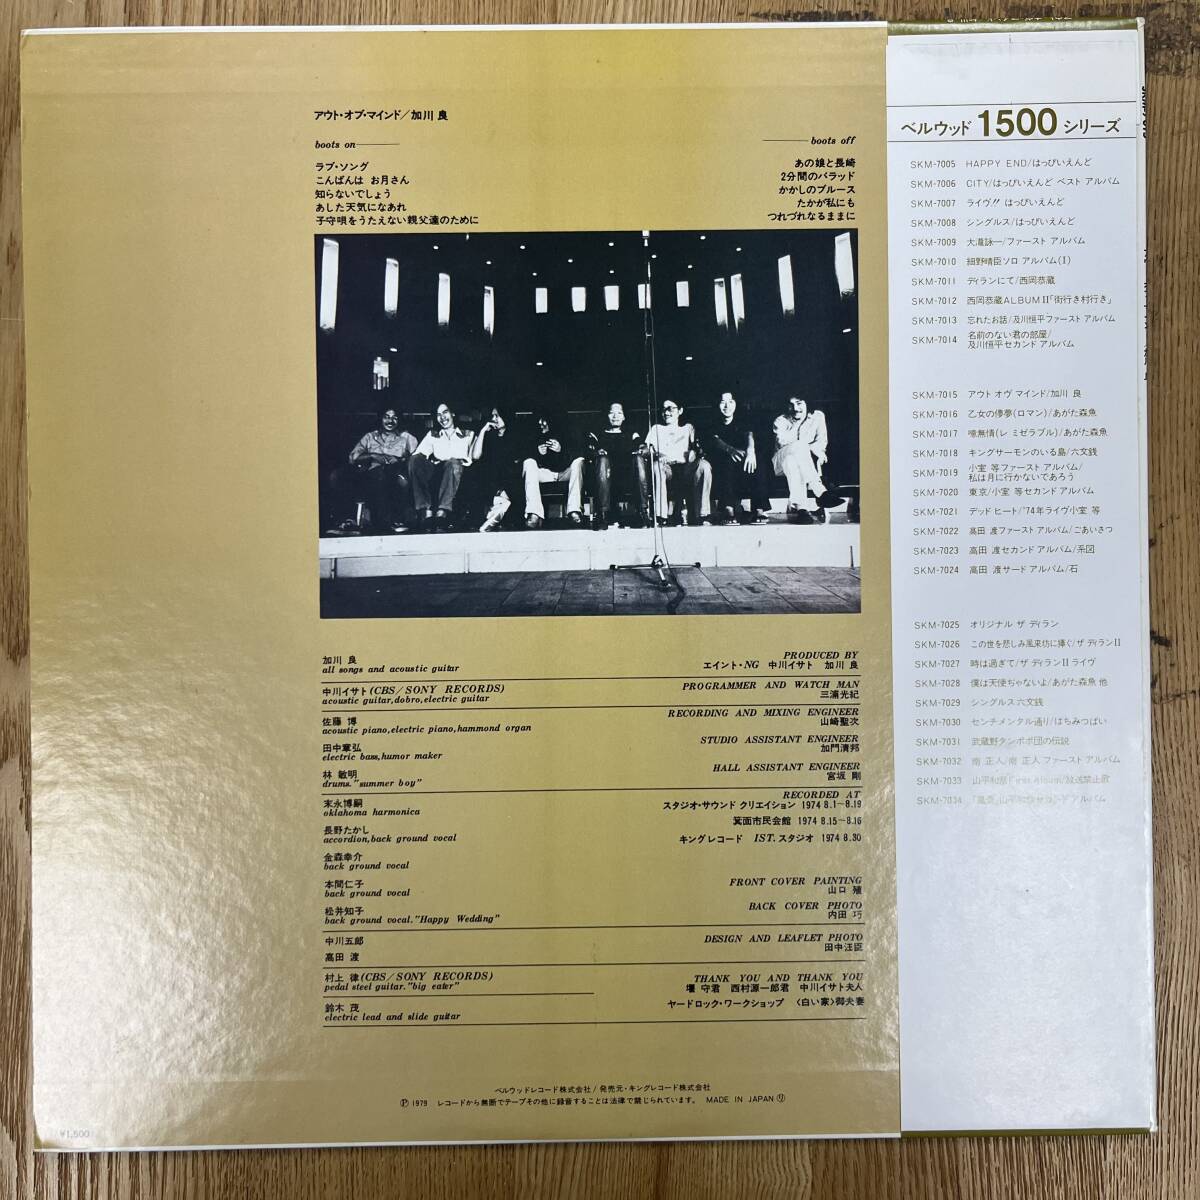 アウト・オブ・マインド／加川 良
boots on
ラブ・ソング
こんばんは お月さん
知らないでしょう
あした天気になあれ
子守唄をうたえない親父達のために
boots off
あの娘と長崎
2分間のバラッド
かかしのブルース
たかが私にも
つれづれなるままに
加川 良
all songs and acoustic guitar
中川イサト(CBS／SONY RECORDS)
acoustic guitar,dobro,electric guitar
佐藤 博
acoustic piano,electric piano,hammond organ
田中章弘
electric bass,humor maker
林 敏明
drums."summer boy"
末永博嗣
oklahoma harmonica
長野たかし
accordion,back ground vocal
金森幸介
back ground vocal
本間仁子
back ground vocal
松井知子
back ground vocal."Happy Wedding"
中川五郎
高田 渡
村上 律(CBS／SONY RECORDS)
pedal steel guitar."big eater"
鈴木 茂
electric lead and slide guitar
PRODUCED BY
エイント・NG 中川イサト 加川 良
PROGRAMMER AND WATCH MAN
三浦光紀
RECORDING AND MIXING ENGINEER
山崎聖次
STUDIO ASSISTANT ENGINEER
加門清邦
HALL ASSISTANT ENGINEER
宮坂 剛
RECORDED AT
スタジオ・サウンド クリエイション 1974 8.1〜8.19
箕面市民会館 1974 8.15〜8.16
キングレコード IST. スタジオ 1974 8.30
FRONT COVER PAINTING
山口
BACK COVER PHOTO
内田 巧
DESIGN AND LEAFLET PHOTO
田中汪臣
THANK YOU AND THANK YOU
堰 守君 西村源一郎君 中川イサト夫人
ヤードロック・ワークショップ 〈白い家〉御夫妻
ベルウッドレコード株式会社／発売元・キングレコード株式会社
Ⓟ 1979 レコードから無断でテープその他に録音することは法律で禁じられています。 MADE IN JAPAN
¥1,500
ベルウッド 1500 シリーズ
SKM-7005 HAPPY END/はっぴいえんど
SKM-7006 CITY/はっぴいえんど ベスト アルバム
SKM-7007 ライヴ!! はっぴいえんど
SKM-7008 シングルス/はっぴいえんど
SKM-7009 大瀧詠一/ファースト アルバム
SKM-7010 細野晴臣ソロ アルバム(I)
SKM-7011 ディランにて/西岡恭蔵
SKM-7012 西岡恭蔵ALBUMⅡ「街行き村行き」
SKM-7013 忘れたお話/及川恒平ファースト アルバム
SKM-7014 名前のない君の部屋/
及川恒平セカンド アルバム
SKM-7015 アウト オヴ マインド/加川 良
SKM-7016 乙女の儚夢(ロマン)/あがた森魚
SKM-7017 噫無情(レ ミゼラブル)/あがた森魚
SKM-7018 キングサーモンのいる島/六文銭
SKM-7019 小室 等ファースト アルバム/
私は月に行かないであろう
SKM-7020 東京/小室 等セカンド アルバム
SKM-7021 デッド ヒート/'74年ライヴ小室 等
SKM-7022 高田 渡ファースト アルバム/ごあいさつ
SKM-7023 高田 渡セカンド アルバム/系図
SKM-7024 高田 渡サード アルバム/石
SKM-7025 オリジナル ザ ディラン
SKM-7026 この世を悲しみ風来坊に捧ぐ/ザ ディランⅡ
SKM-7027 時は過ぎて/ザ ディランⅡ ライヴ
SKM-7028 僕は天使ぢゃないよ/あがた森魚 他
SKM-7029 シングルス 六文銭
SKM-7030 センチメンタル通り/はちみつぱい
SKM-7031 武蔵野タンポポ団の伝説
SKM-7032 南 正人/南 正人 ファースト アルバム
SKM-7033 山平和彦First Album/放送禁止歌
SKM-7034 「風景」山平和彦セカンド アルバム